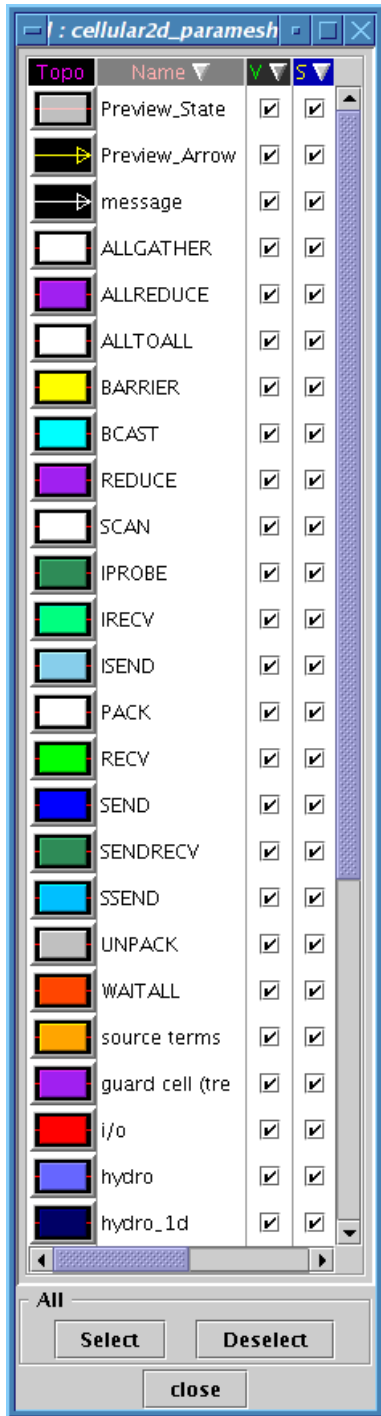 l : cellular2d_paramesh
Topo Name V S
Preview_State
Preview_Arrow
message
ALLGATHER
ALLREDUCE
ALLTOALL
BARRIER
BCAST
REDUCE
SCAN
IPROBE
IRECV
ISEND
PACK
RECV
SEND
SENDRECV
SSEND
UNPACK
WAITALL
source terms
guard cell (tre
i/o
hydro
hydro_1d
All
Select Deselect
close